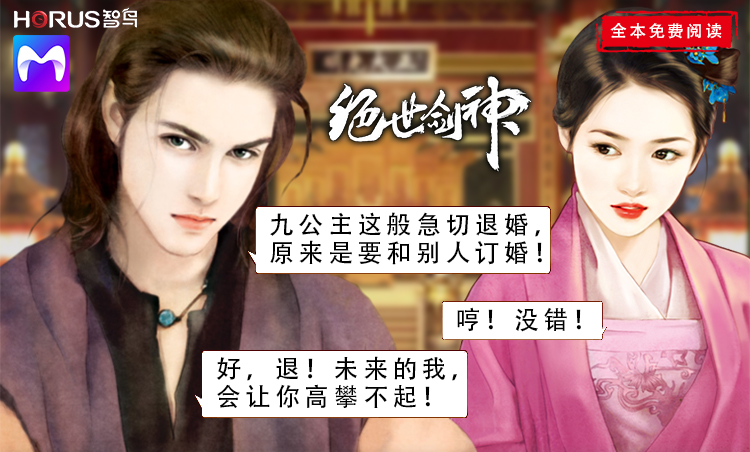 HORUS智鸟
全本免费阅读
绝世剑神
九公主这般急切退婚，
原来是要和别人订婚！
哼！没错！
好，退！未来的我，
会让你高攀不起！